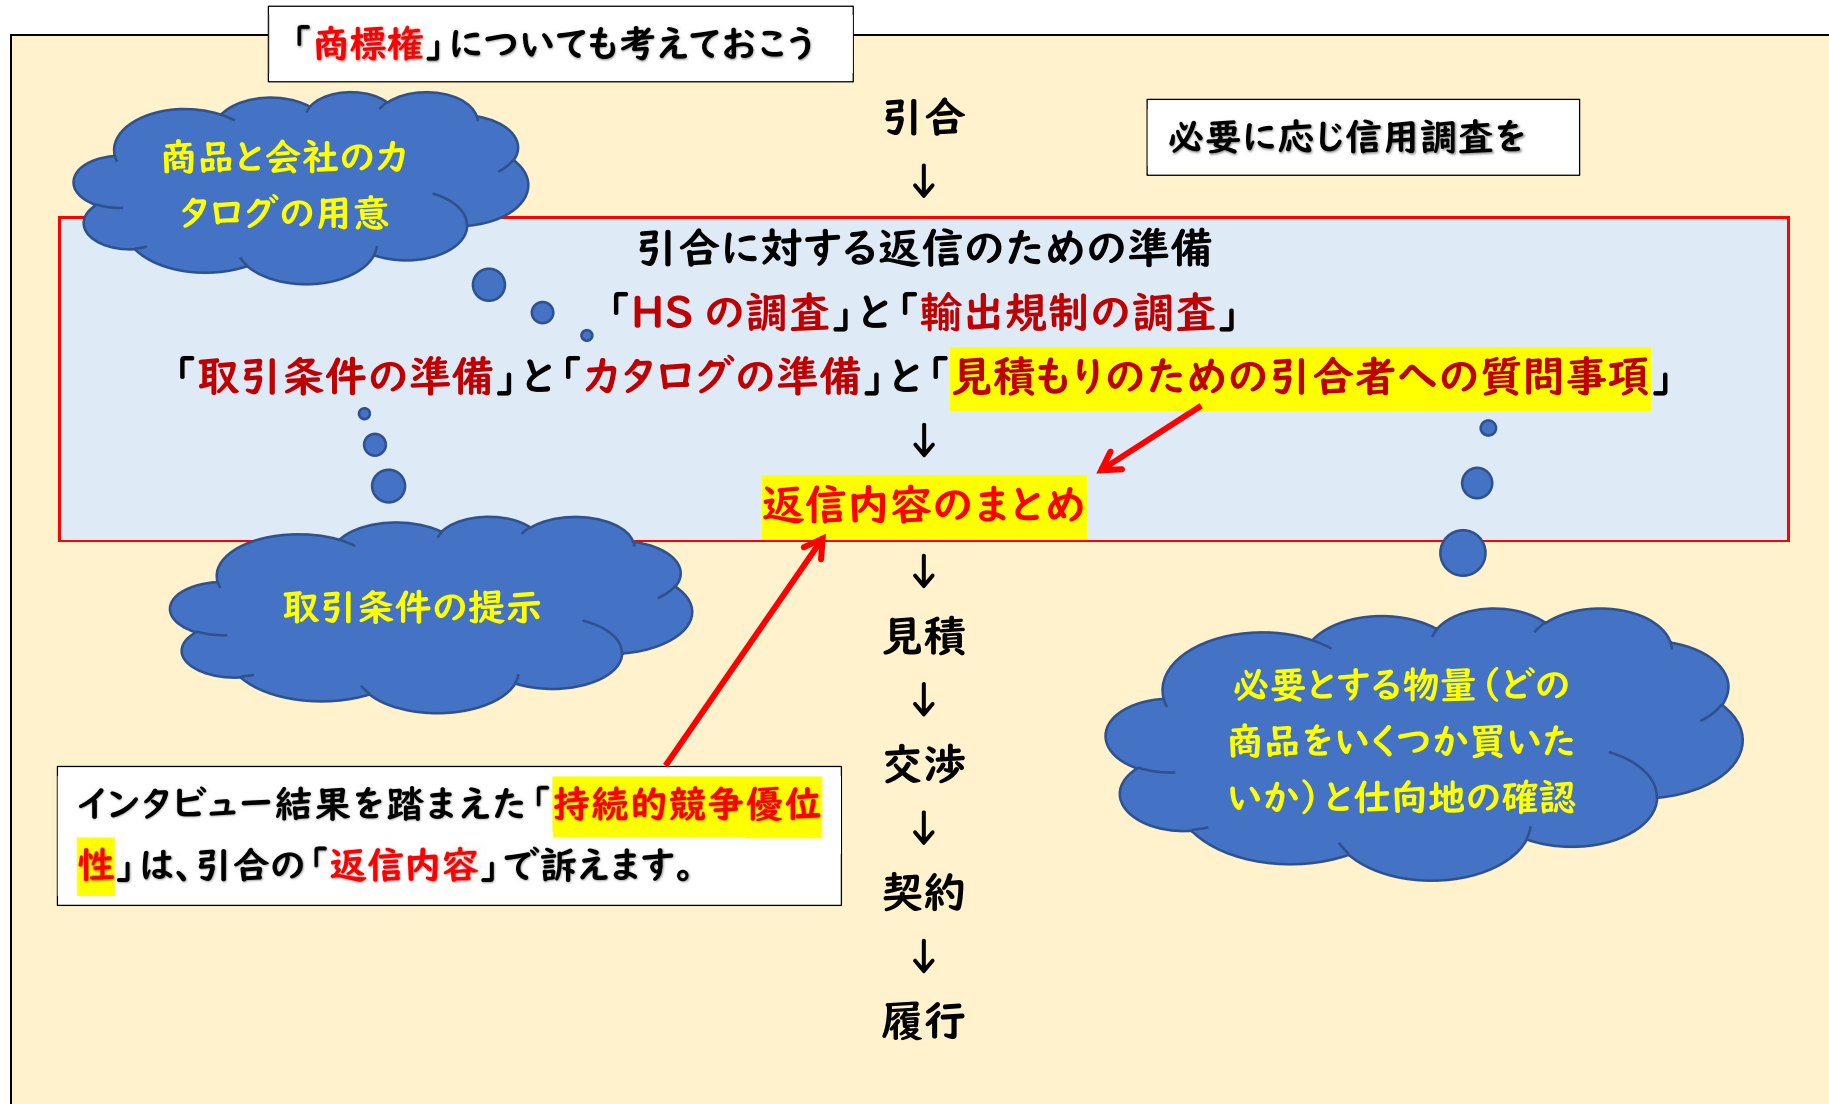 「商標権」についても考えておこう
引合
必要に応じ信用調査を
商品と会社のカ
タログの用意
↓
引合に対する返信のための準備
「HSの調査」と「輸出規制の調査」
「取引条件の準備」と「カタログの準備」と「見積もりのための引合者への質問事項」
↓
返信内容のまとめ
↓
取引条件の提示
見積
↓
必要とする物量（どの
商品をいくつか買いた
いか）と仕向地の確認
交渉
↓
インタビュー結果を踏まえた「持続的競争優位
性」は、引合の「返信内容」で訴えます。
契約
↓
履行